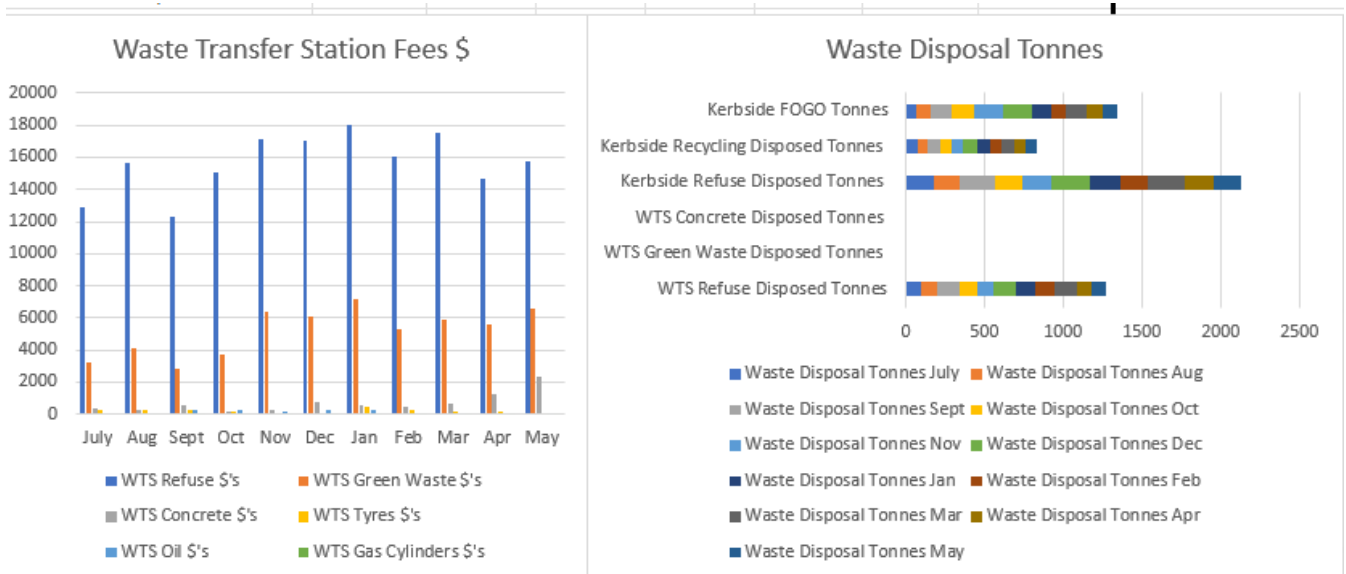 Waste Transfer Station Fees $
20000
18000
16000
14000
12000
10000
8000
6000
4000
2000
0
July Aug Sept Oct Nov Dec Jan Feb Mar Apr May
WTS Refuse $'s WTS Green Waste $'s
WTS Concrete $'s WTS Tyres $'s
WTS Oil $'s WTS Gas Cylinders $'s
Waste Disposal Tonnes
Kerbside FOGO Tonnes
Kerbside Recycling Disposed Tonnes
Kerbside Refuse Disposed Tonnes
WTS Concrete Disposed Tonnes
WTS Green Waste Disposed Tonnes
WTS Refuse Disposed Tonnes
0 500 1000 1500 2000 2500
Waste Disposal Tonnes July Waste Disposal Tonnes Aug
Waste Disposal Tonnes Sept Waste Disposal Tonnes Oct
Waste Disposal Tonnes Nov Waste Disposal Tonnes Dec
Waste Disposal Tonnes Jan Waste Disposal Tonnes Feb
Waste Disposal Tonnes Mar Waste Disposal Tonnes Apr
Waste Disposal Tonnes May